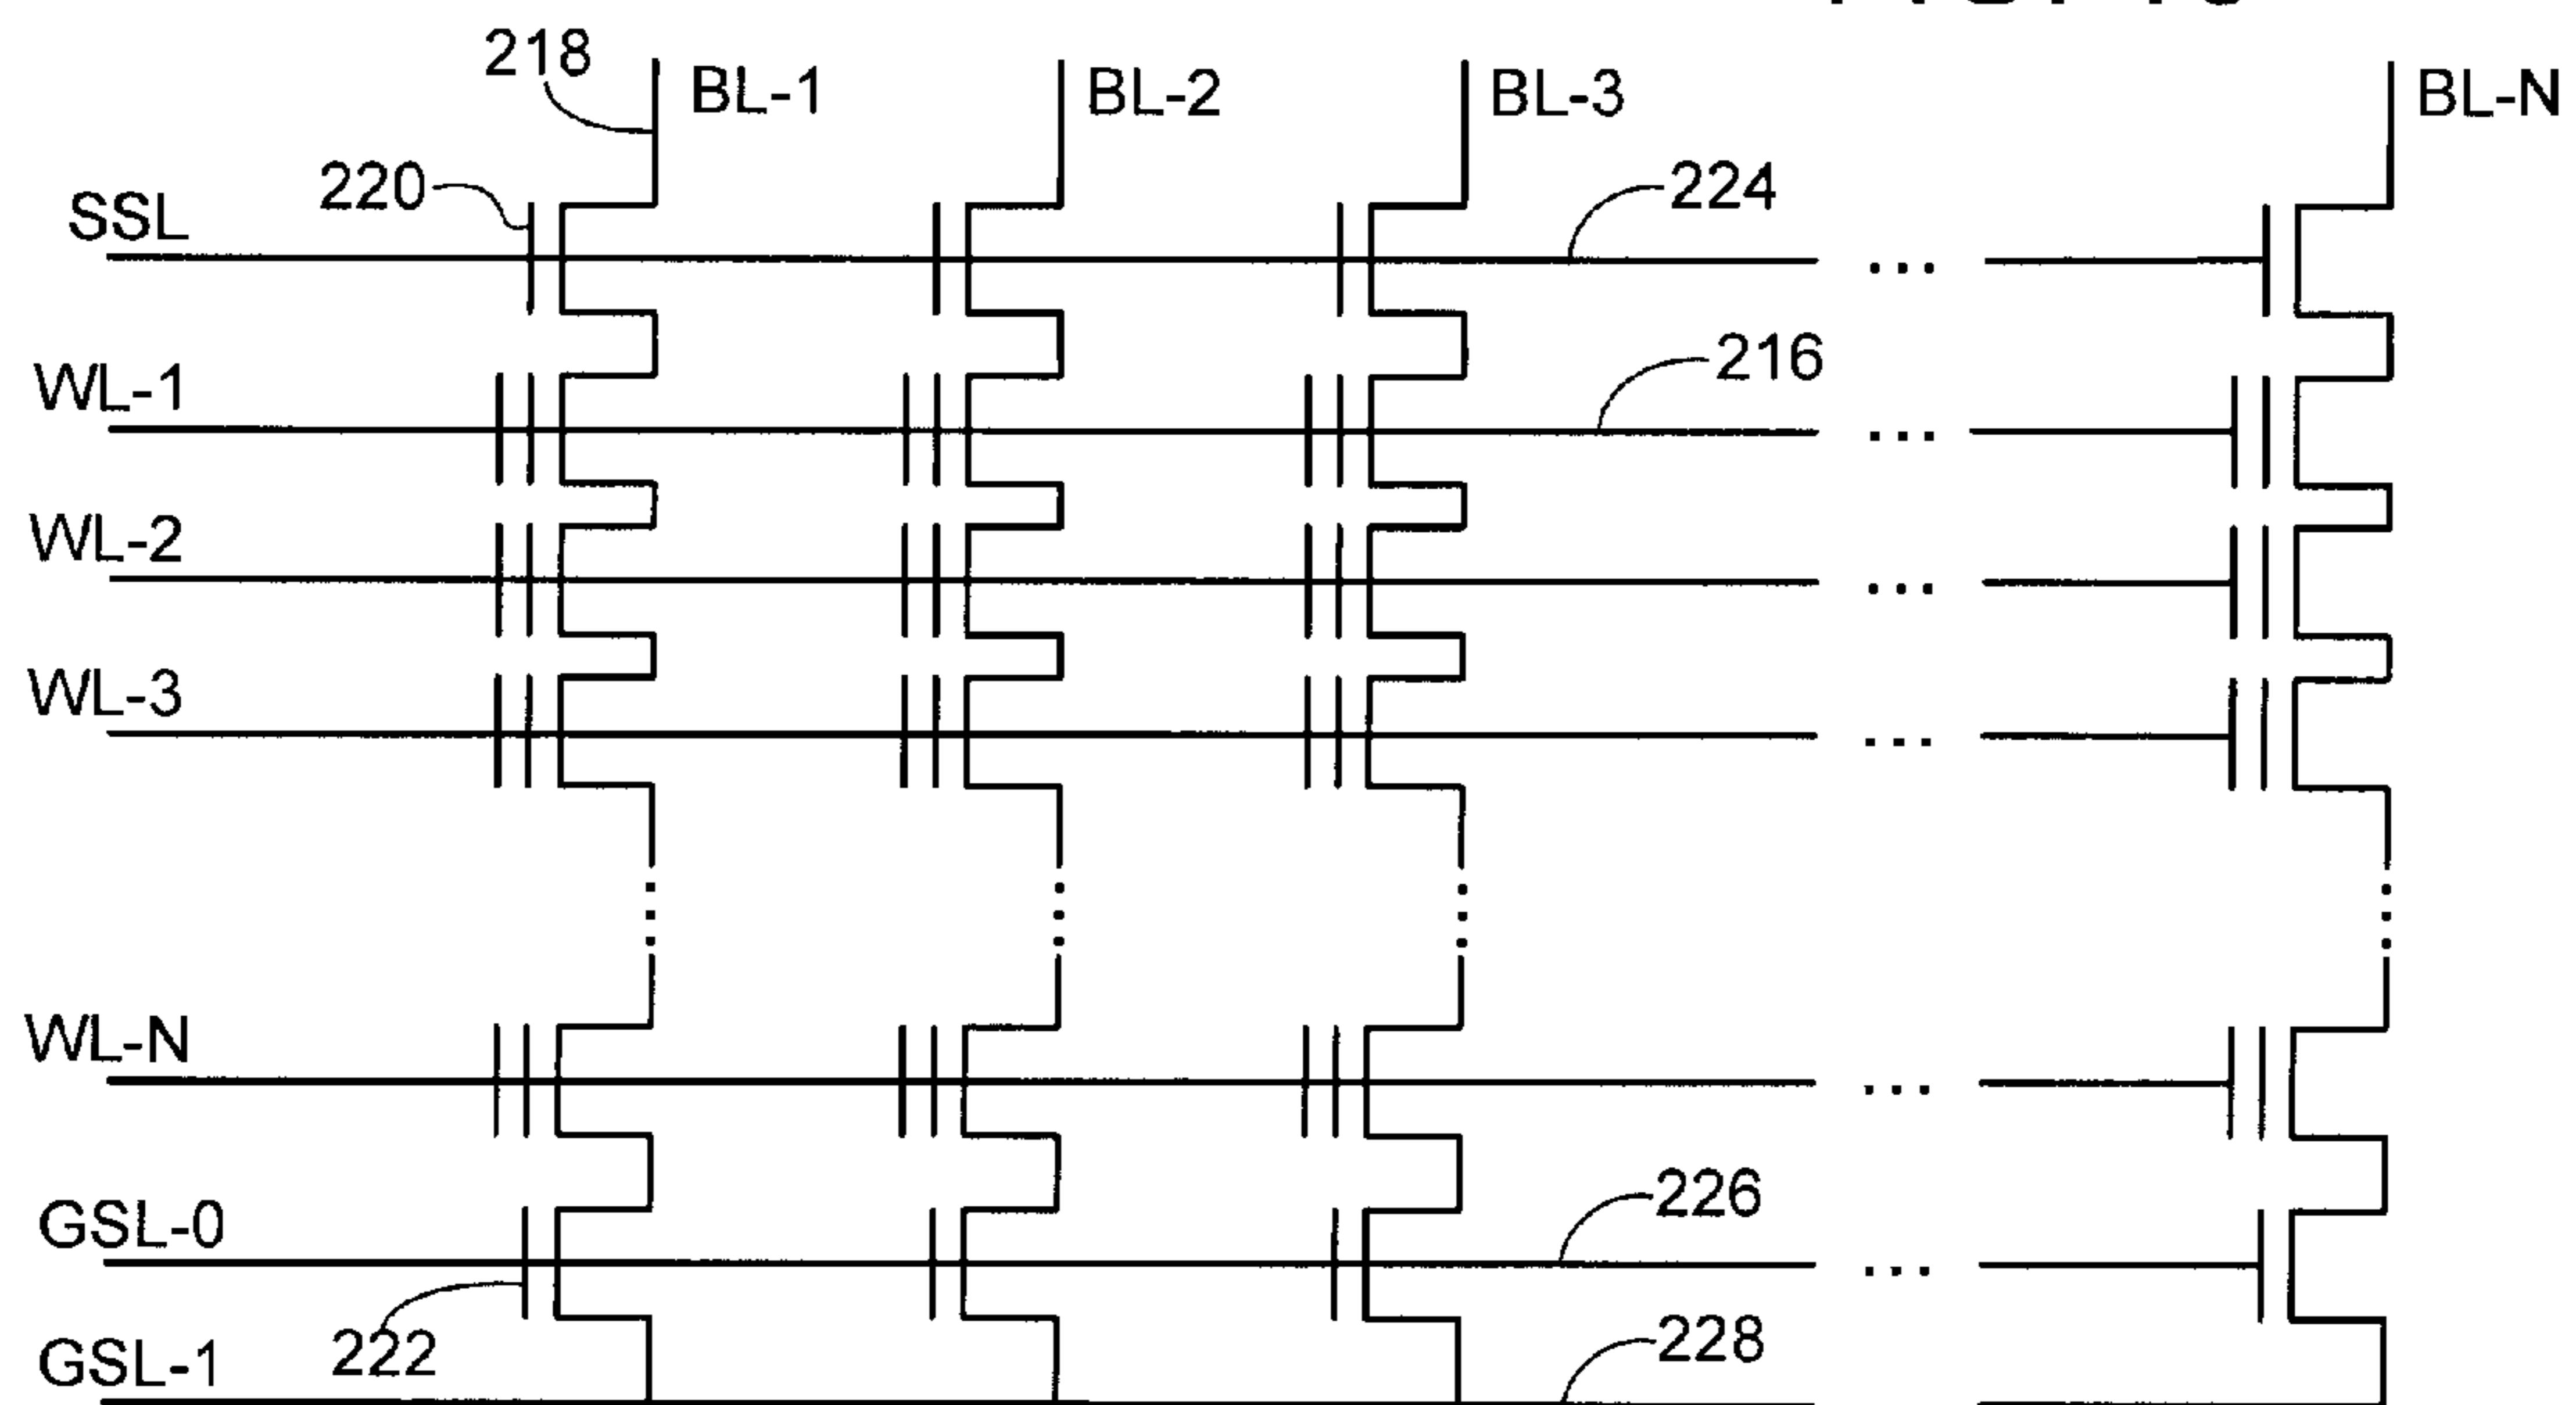 218
BL-1
BL-2
BL-3
BL-N
220
224
SSL
...
WL-1
216
...
WL-2
...
WL-3
...
WL-N
...
GSL-0
226
...
222
GSL-1
228